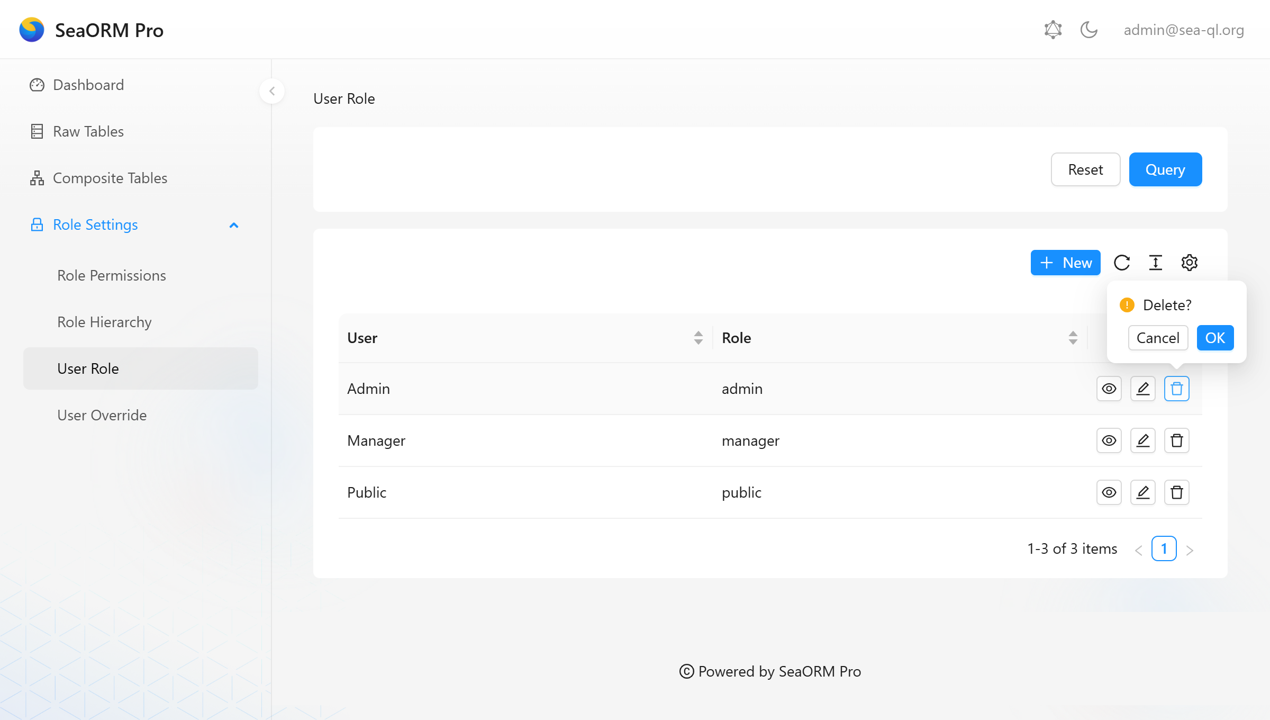 SeaORM Pro
admin@sea-ql.org
Dashboard
Raw Tables
Composite Tables
Role Settings
Role Permissions
Role Hierarchy
User Role
User Override
User Role
Reset
Query
New
Delete?
Cancel
OK
User
Role
Admin
admin
Manager
manager
Public
public
1-3 of 3 items
1
© Powered by SeaORM Pro